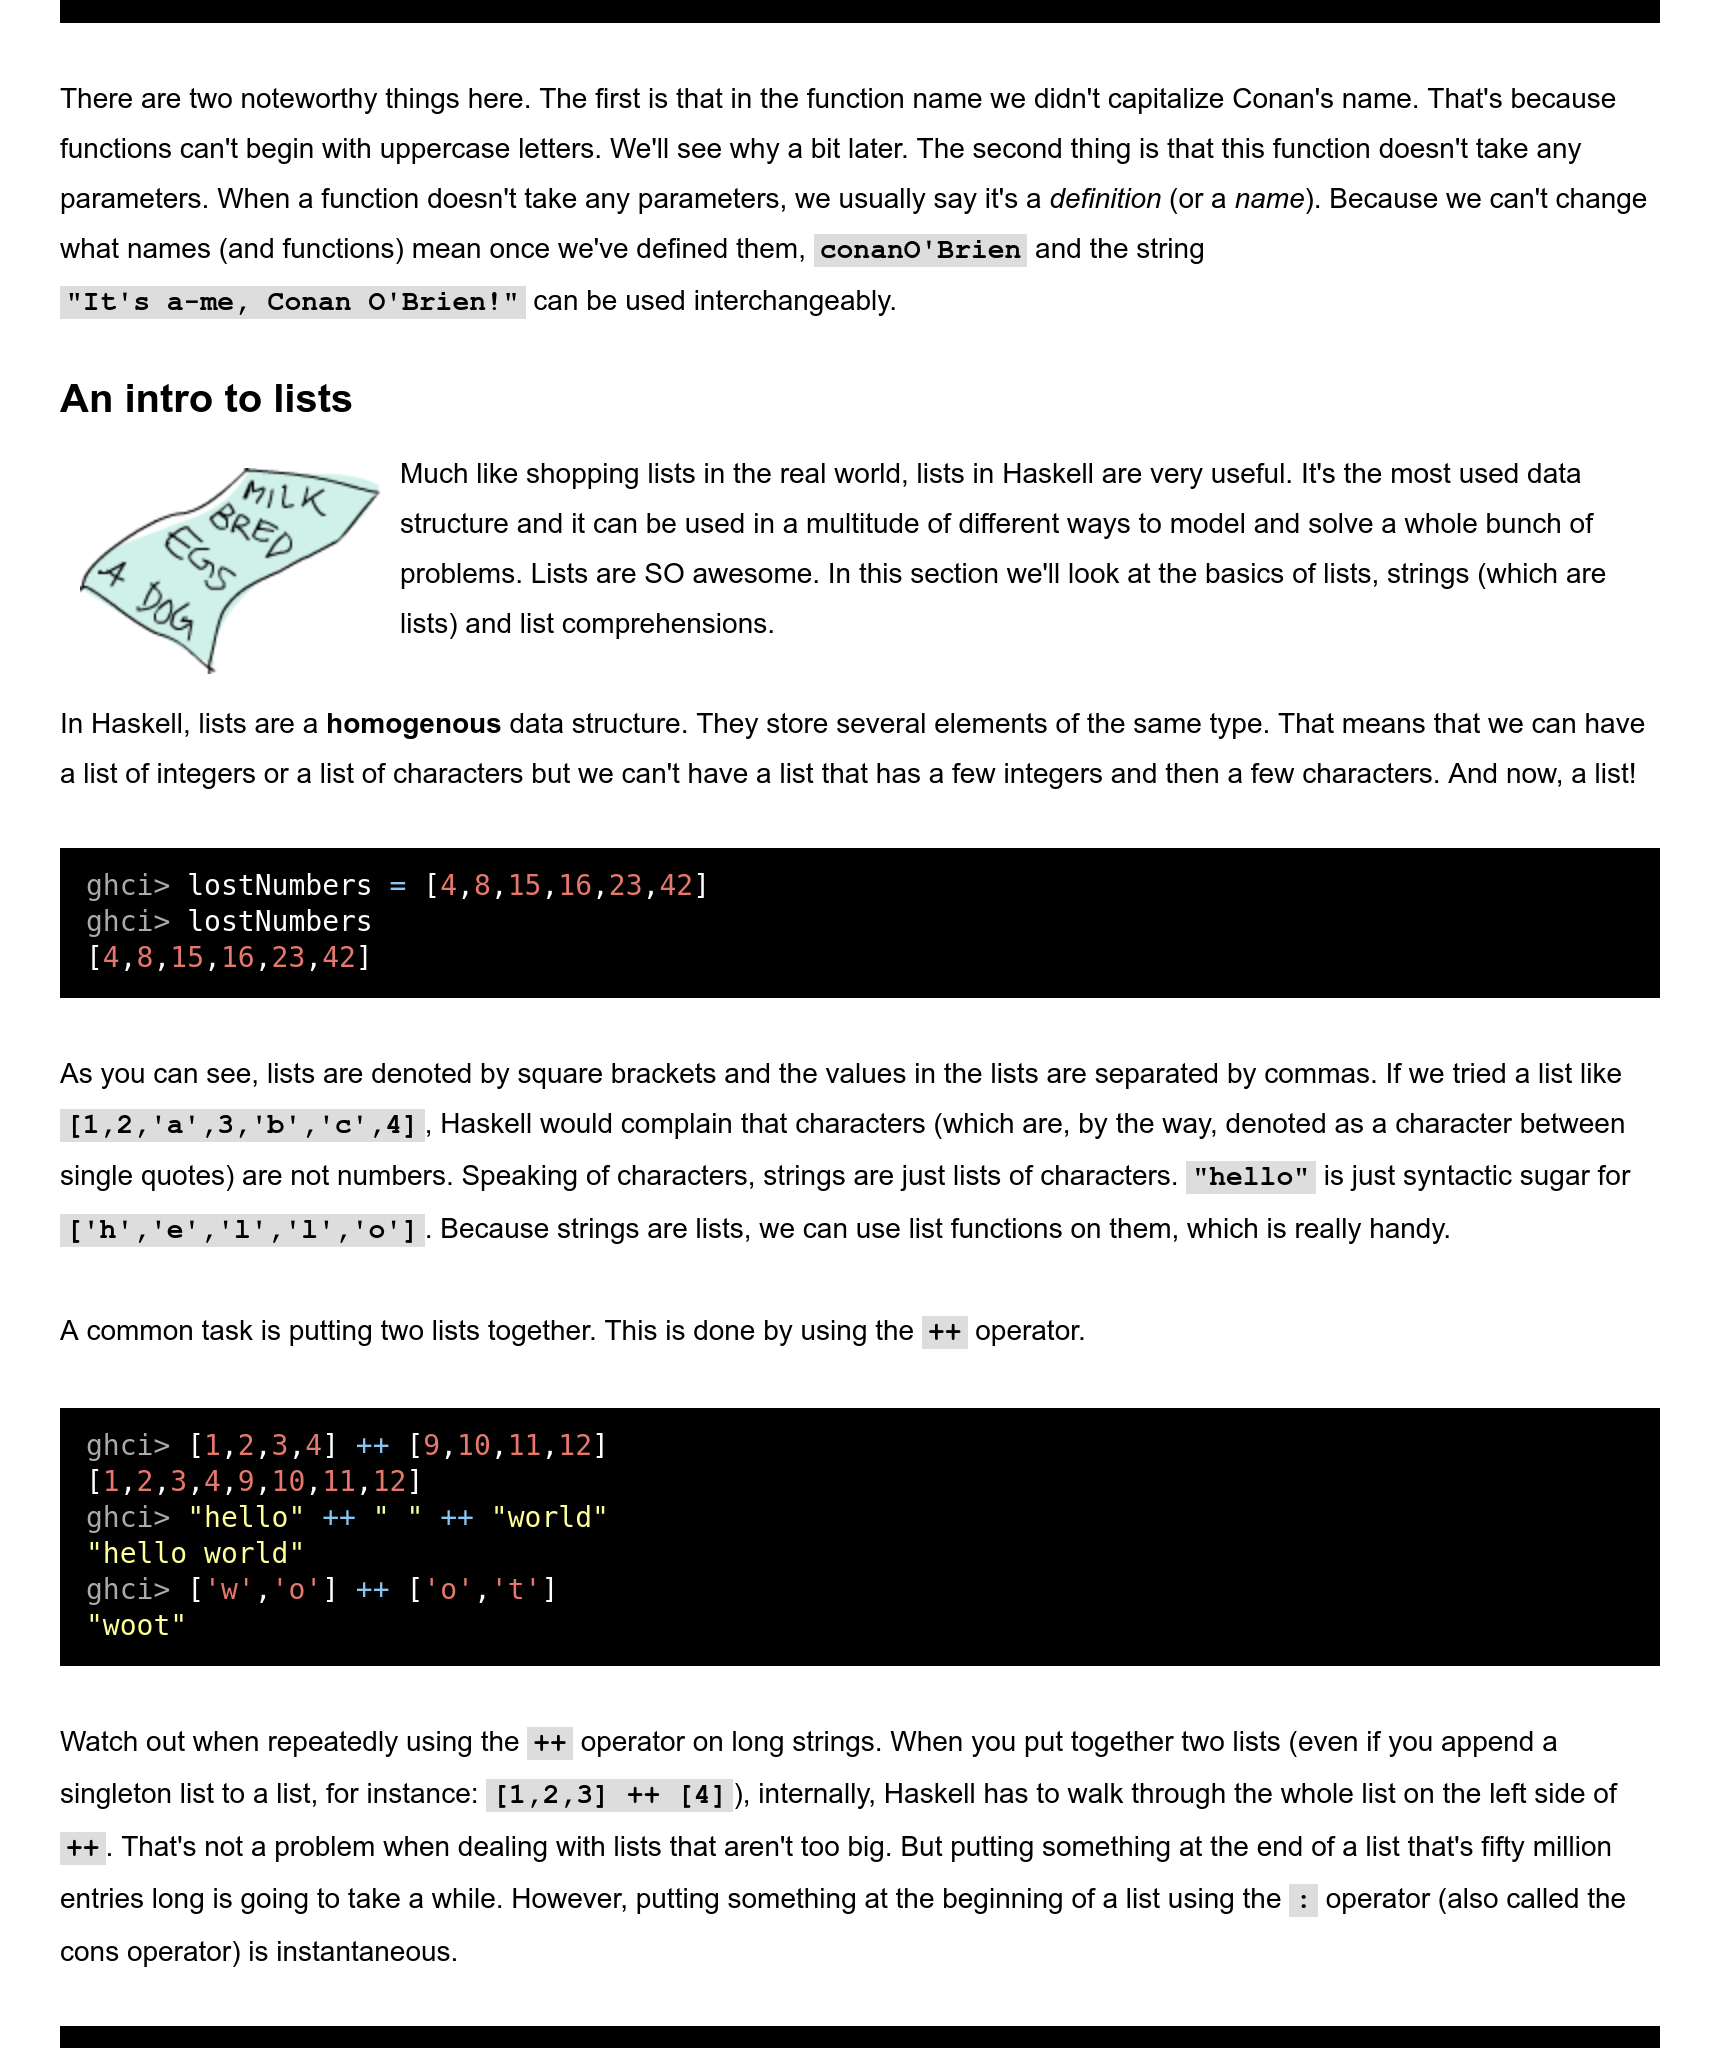 There are two noteworthy things here. The first is that in the function name we didn't capitalize Conan's name. That's because
functions can't begin with uppercase letters. We'll see why a bit later. The second thing is that this function doesn't take any
parameters. When a function doesn't take any parameters, we usually say it's a definition (or a name). Because we can't change
what names (and functions) mean once we've defined them, conanO'Brien and the string
"It's a-me, Conan O'Brien!" can be used interchangeably.
An intro to lists
MILK
BRED
EGGS
A DOG
Much like shopping lists in the real world, lists in Haskell are very useful. It's the most used data
structure and it can be used in a multitude of different ways to model and solve a whole bunch of
problems. Lists are SO awesome. In this section we'll look at the basics of lists, strings (which are
lists) and list comprehensions.
In Haskell, lists are a homogenous data structure. They store several elements of the same type. That means that we can have
a list of integers or a list of characters but we can't have a list that has a few integers and then a few characters. And now, a list!
ghci> lostNumbers = [4,8,15,16,23,42]
ghci> lostNumbers
[4,8,15,16,23,42]
As you can see, lists are denoted by square brackets and the values in the lists are separated by commas. If we tried a list like
[1,2,'a',3,'b','c',4], Haskell would complain that characters (which are, by the way, denoted as a character between
single quotes) are not numbers. Speaking of characters, strings are just lists of characters. "hello" is just syntactic sugar for
['h','e','l','l','o']. Because strings are lists, we can use list functions on them, which is really handy.
A common task is putting two lists together. This is done by using the ++ operator.
ghci> [1,2,3,4] ++ [9,10,11,12]
[1,2,3,4,9,10,11,12]
ghci> "hello" ++ " " ++ "world"
"hello world"
ghci> ['w','o'] ++ ['o','t']
"woot"
Watch out when repeatedly using the ++ operator on long strings. When you put together two lists (even if you append a
singleton list to a list, for instance: [1,2,3] ++ [4]), internally, Haskell has to walk through the whole list on the left side of
++. That's not a problem when dealing with lists that aren't too big. But putting something at the end of a list that's fifty million
entries long is going to take a while. However, putting something at the beginning of a list using the : operator (also called the
cons operator) is instantaneous.